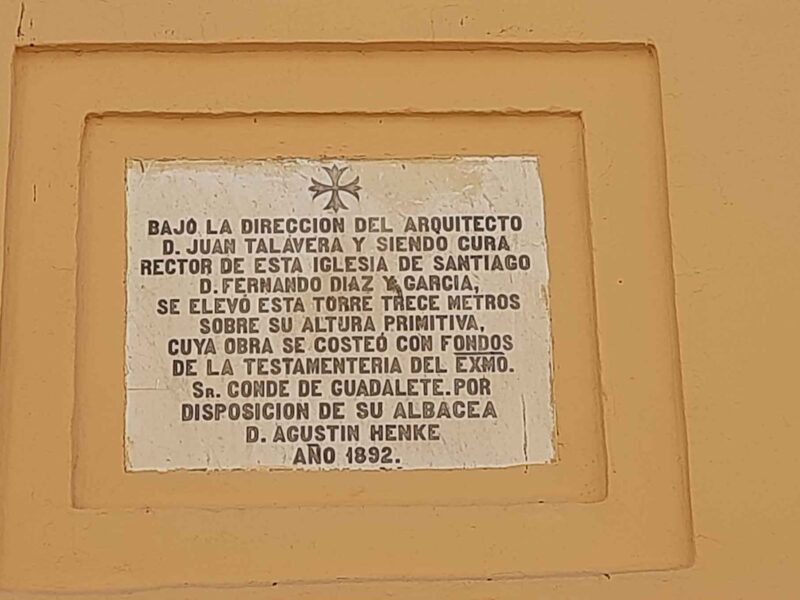 BAJO LA DIRECCION DEL ARQUITECTO
D. JUAN TALAVERA Y SIENDO CURA
RECTOR DE ESTA IGLESIA DE SANTIAGO
D. FERNANDO DIAZ Y GARCIA,
SE ELEVÓ ESTA TORRE TRECE METROS
SOBRE SU ALTURA PRIMITIVA,
CUYA OBRA SE COSTEÓ CON FONDOS
DE LA TESTAMENTERIA DEL EXMO.
SR. CONDE DE GUADALETE. POR
DISPOSICION DE SU ALBACEA
D. AGUSTIN HENKE
AÑO 1892.